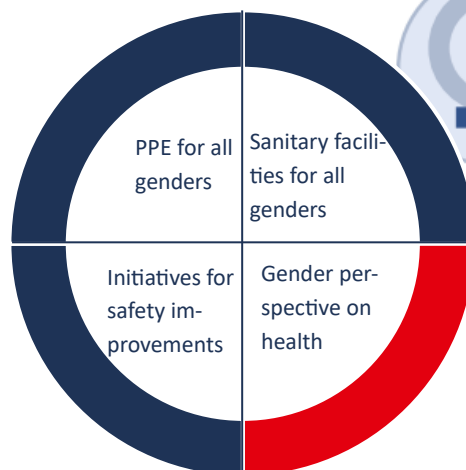 PPE for all
genders
Sanitary facili-
ties for all
genders
Initiatives for
safety im-
provements
Gender per-
spective on
health